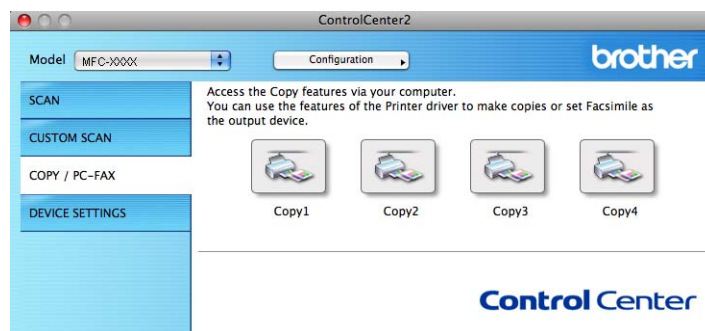 ControlCenter2
Model MFC-XXXX Configuration brother
SCAN
CUSTOM SCAN
COPY / PC-FAX
DEVICE SETTINGS
Access the Copy features via your computer.
You can use the features of the Printer driver to make copies or set Facsimile as
the output device.
Copy1 Copy2 Copy3 Copy4
Control Center